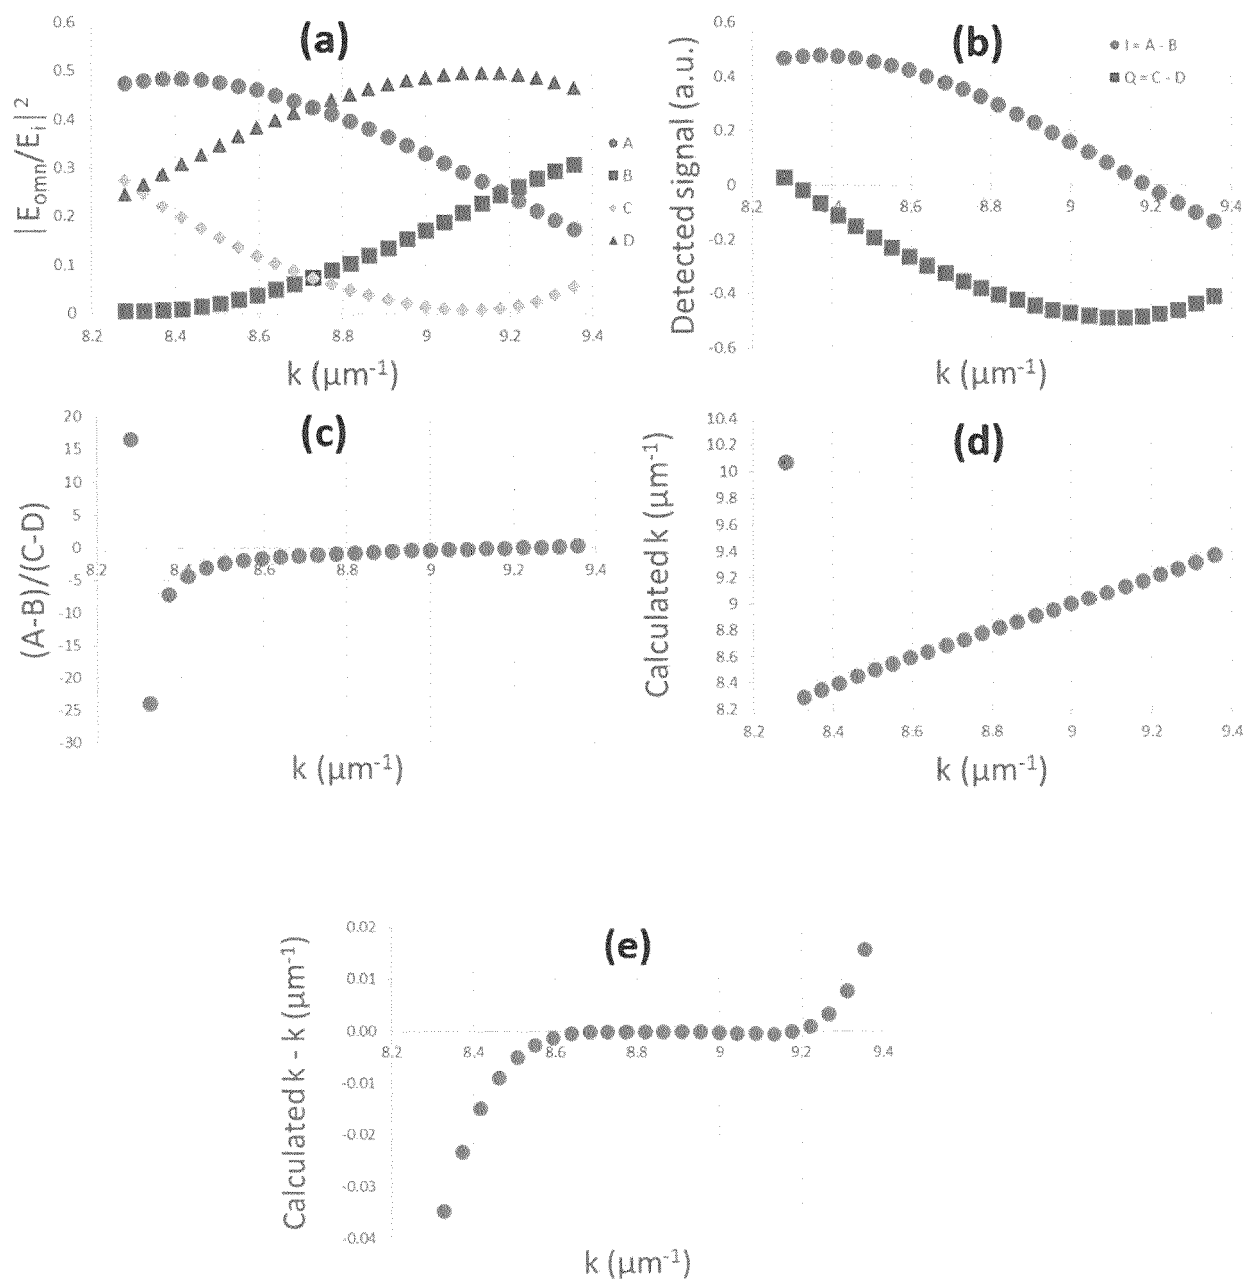 (a)
|E_omn/E_i|^2
0.6
0.5
0.4
0.3
0.2
0.1
0
8.2 8.4 8.6 8.8 9 9.2 9.4
k (μm⁻¹)
A
B
C
D
(b)
Detected signal (a.u.)
0.6
0.4
0.2
0
-0.2
-0.4
-0.6
8.2 8.4 8.6 8.8 9 9.2 9.4
k (μm⁻¹)
I = A - B
Q = C - D
(c)
(A-B)/(C-D)
20
15
10
5
0
-5
-10
-15
-20
-25
-30
8.2 8.4 8.6 8.8 9 9.2 9.4
k (μm⁻¹)
(d)
Calculated k (μm⁻¹)
10.4
10.2
10
9.8
9.6
9.4
9.2
9
8.8
8.6
8.4
8.2
8.2 8.4 8.6 8.8 9 9.2 9.4
k (μm⁻¹)
(e)
Calculated k - k (μm⁻¹)
0.02
0.01
0.00
-0.01
-0.02
-0.03
-0.04
8.2 8.4 8.6 8.8 9 9.2 9.4
k (μm⁻¹)